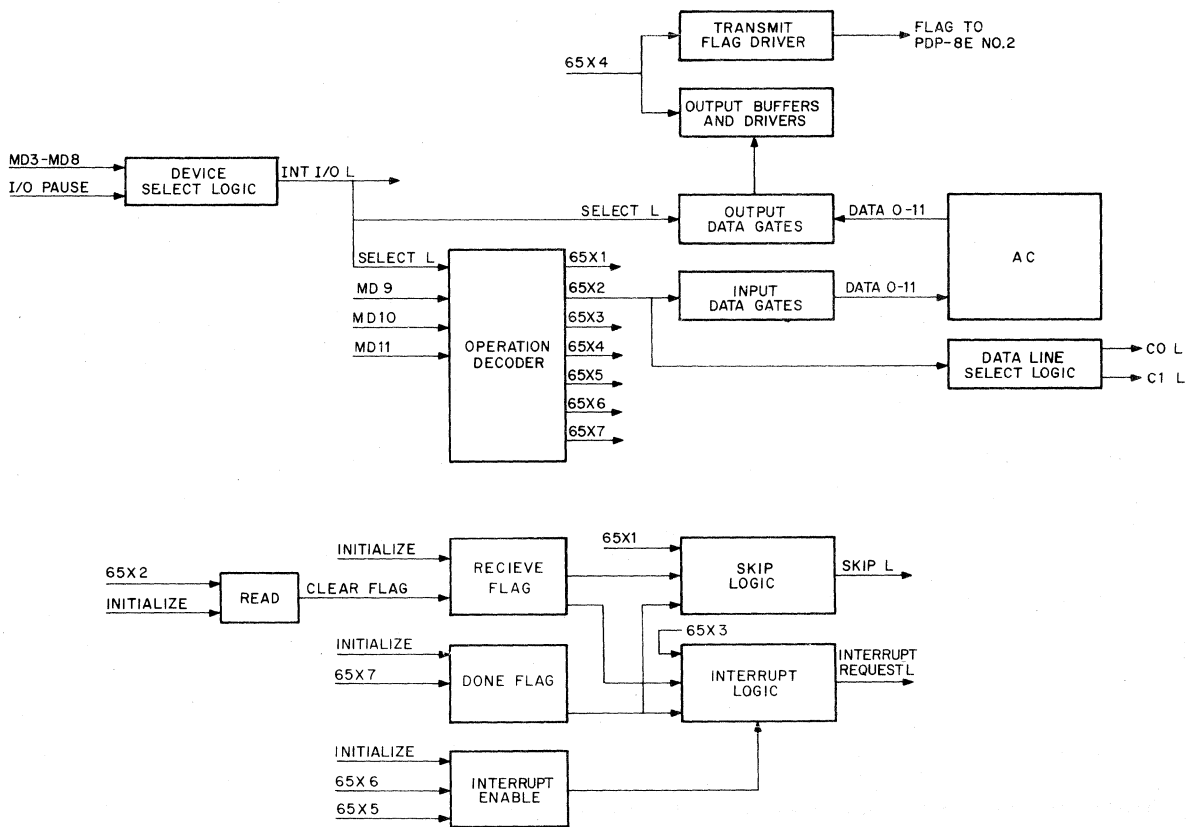 TRANSMIT
FLAG DRIVER
FLAG TO
PDP-8E NO.2
65X4
OUTPUT BUFFERS
AND DRIVERS
MD3-MD8
I/O PAUSE
DEVICE
SELECT LOGIC
INT I/O L
SELECT L
OUTPUT
DATA GATES
DATA 0-11
AC
SELECT L
MD 9
MD10
MD11
OPERATION
DECODER
65X1
65X2
65X3
65X4
65X5
65X6
65X7
INPUT
DATA GATES
DATA 0-11
DATA LINE
SELECT LOGIC
C0 L
C1 L
65X2
INITIALIZE
READ
CLEAR FLAG
INITIALIZE
RECIEVE
FLAG
65X1
SKIP
LOGIC
SKIP L
INITIALIZE
65X7
DONE FLAG
65X3
INTERRUPT
LOGIC
INTERRUPT
REQUEST L
INITIALIZE
65X6
65X5
INTERRUPT
ENABLE